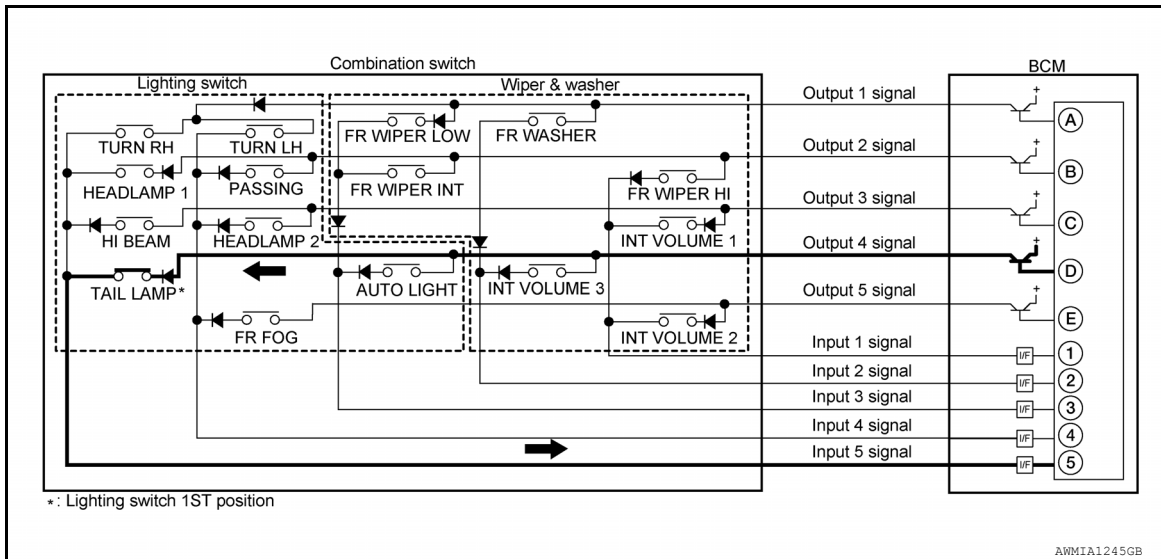 Combination switch
BCM
Lighting switch
Wiper & washer
Output 1 signal
+
A
TURN RH
TURN LH
FR WIPER LOW
FR WASHER
Output 2 signal
+
B
HEADLAMP 1
PASSING
FR WIPER INT
FR WIPER HI
Output 3 signal
+
C
HI BEAM
HEADLAMP 2
INT VOLUME 1
Output 4 signal
+
D
TAIL LAMP*
AUTO LIGHT
INT VOLUME 3
Output 5 signal
+
E
FR FOG
INT VOLUME 2
Input 1 signal
I/F
1
Input 2 signal
I/F
2
Input 3 signal
I/F
3
Input 4 signal
I/F
4
Input 5 signal
I/F
5
*: Lighting switch 1ST position
AWMIA1245GB